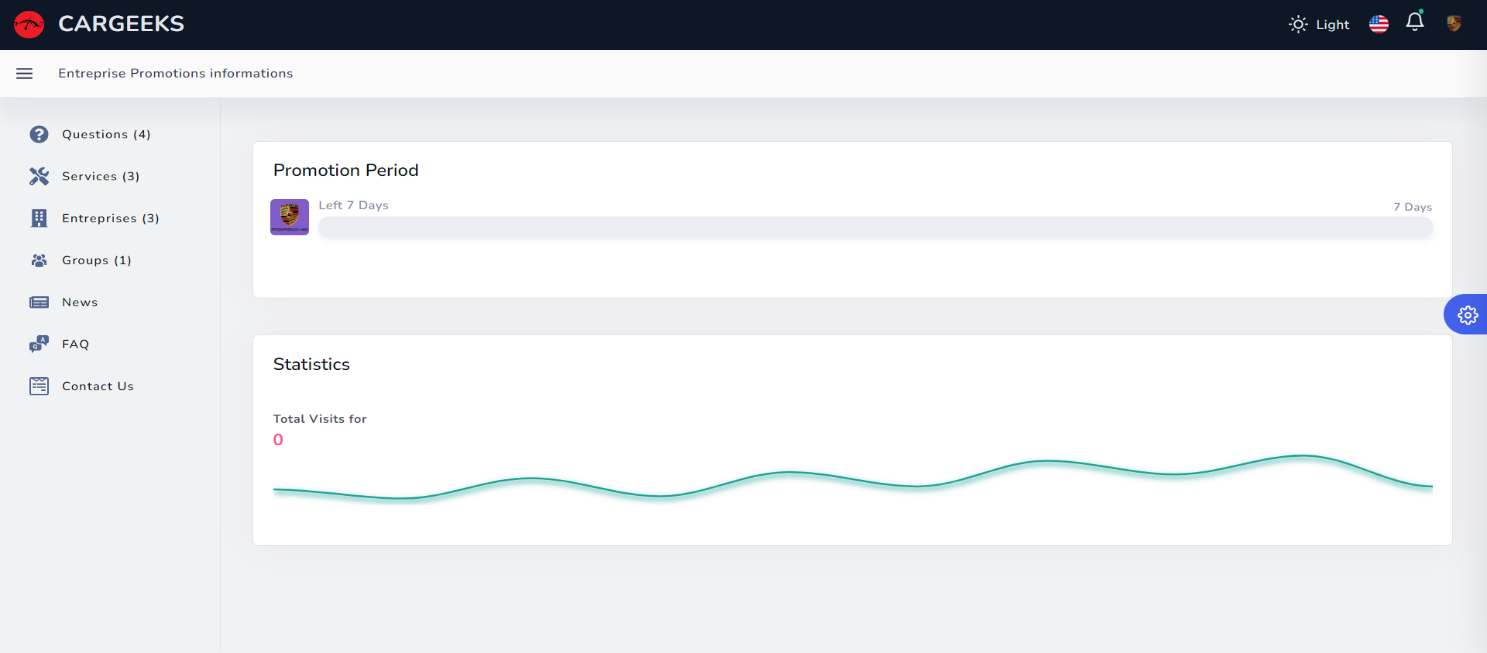 CARGEEKS
Light
Entreprise Promotions informations
Questions (4)
Services (3)
Entreprises (3)
Groups (1)
News
FAQ
Contact Us
Promotion Period
Left 7 Days
7 Days
Statistics
Total Visits for
0